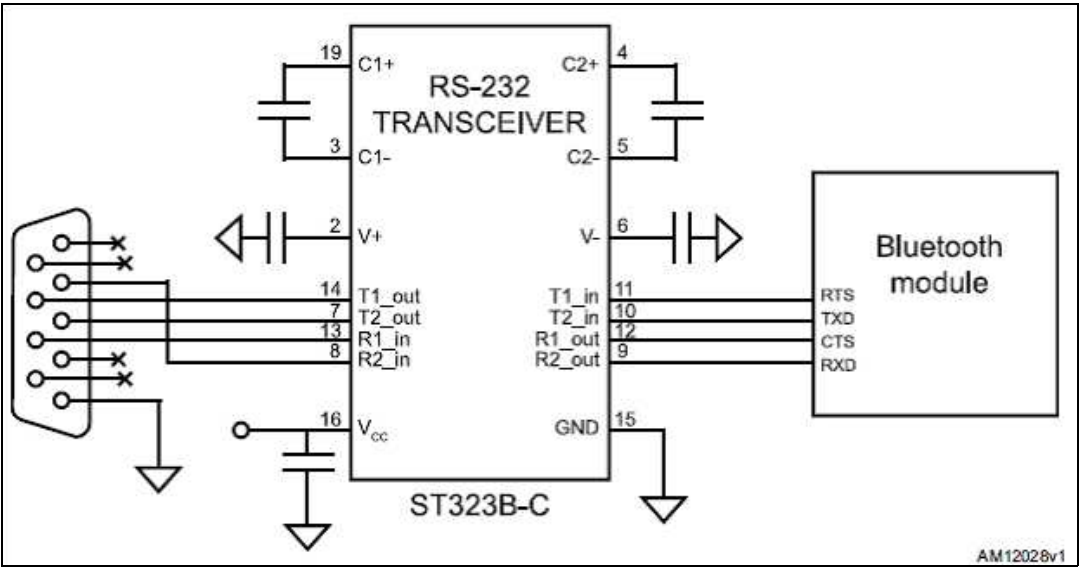 19 C1+ C2+ 4
RS-232
TRANSCEIVER
3 C1- C2- 5
2 V+ V- 6
Bluetooth
module
14 T1_out T1_in 11 RTS
7 T2_out T2_in 10 TXD
13 R1_in R1_out 12 CTS
8 R2_in R2_out 9 RXD
16 Vcc GND 15
ST323B-C
AM12028v1